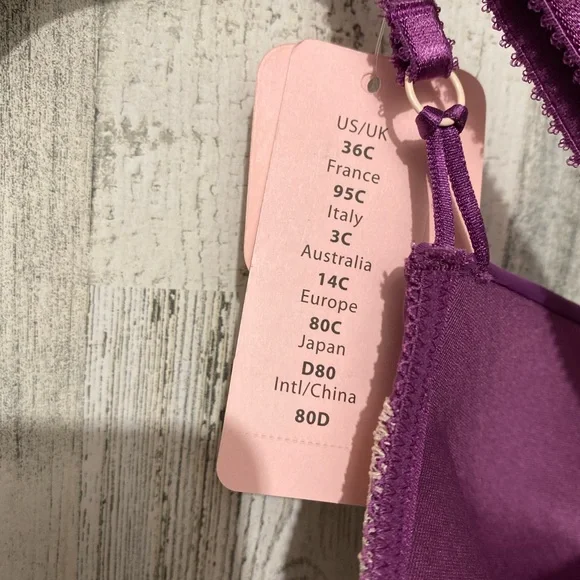 US/UK
36C
France
95C
Italy
3C
Australia
14C
Europe
80C
Japan
D80
Intl/China
80D